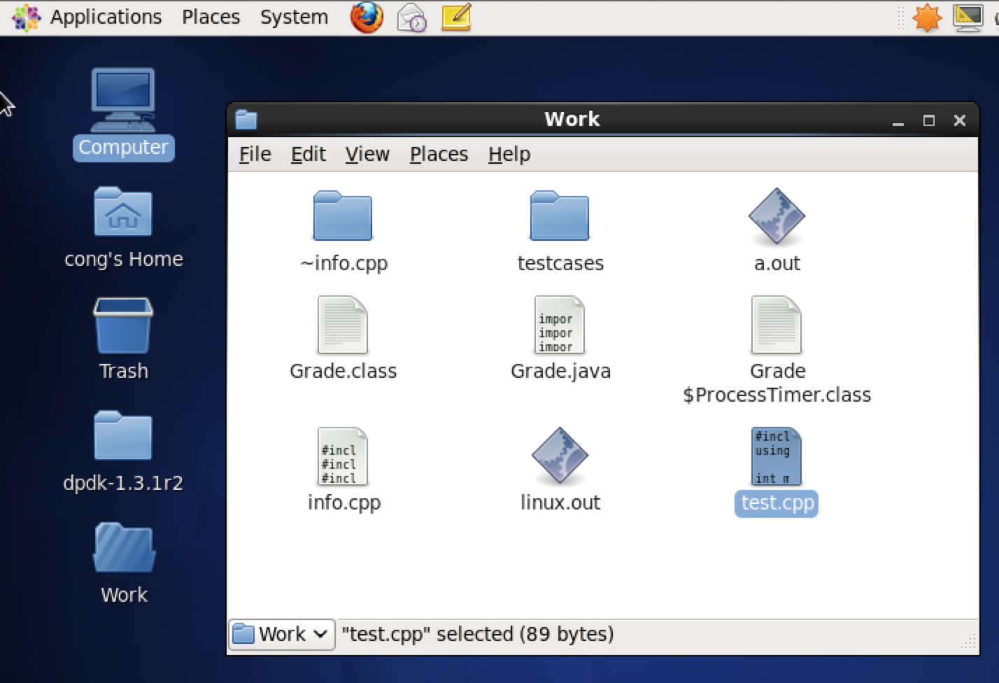 Applications Places System
Computer
cong's Home
Trash
dpdk-1.3.1r2
Work
Work
File Edit View Places Help
~info.cpp testcases a.out
impor
impor
impor
Grade.class Grade.java Grade
$ProcessTimer.class
#incl
#incl
#incl
#incl
using
int m
info.cpp linux.out test.cpp
Work "test.cpp" selected (89 bytes)